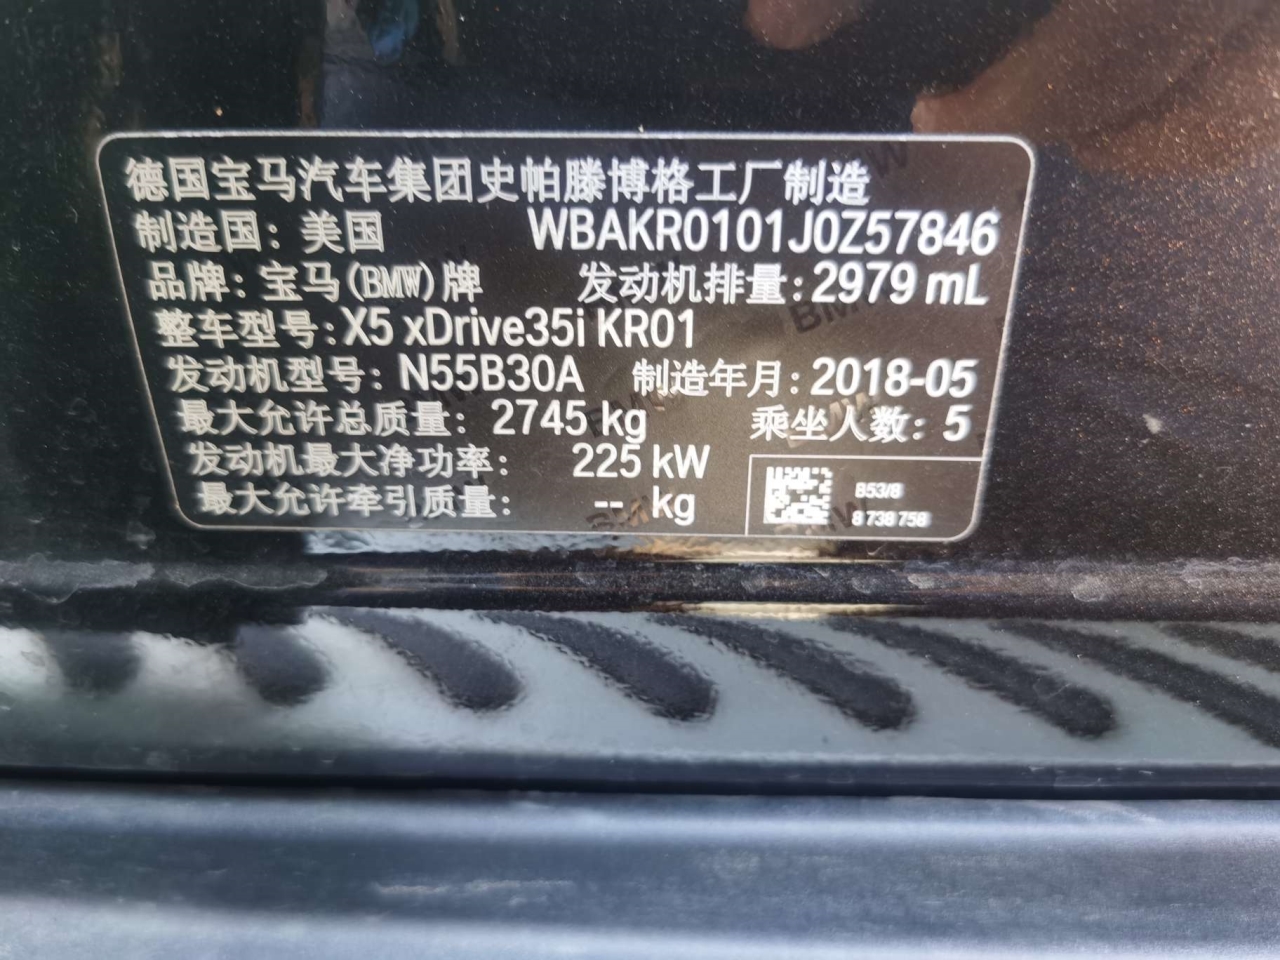 德国宝马汽车集团史帕滕博格工厂制造
制造国：美国 WBAKR0101J0Z57846
品牌：宝马(BMW)牌 发动机排量：2979 mL
整车型号：X5 xDrive35i KR01
发动机型号：N55B30A 制造年月：2018-05
最大允许总质量： 2745 kg 乘坐人数：5
发动机最大净功率： 225 kW
最大允许牵引质量： -- kg
B53/8
8 738 758